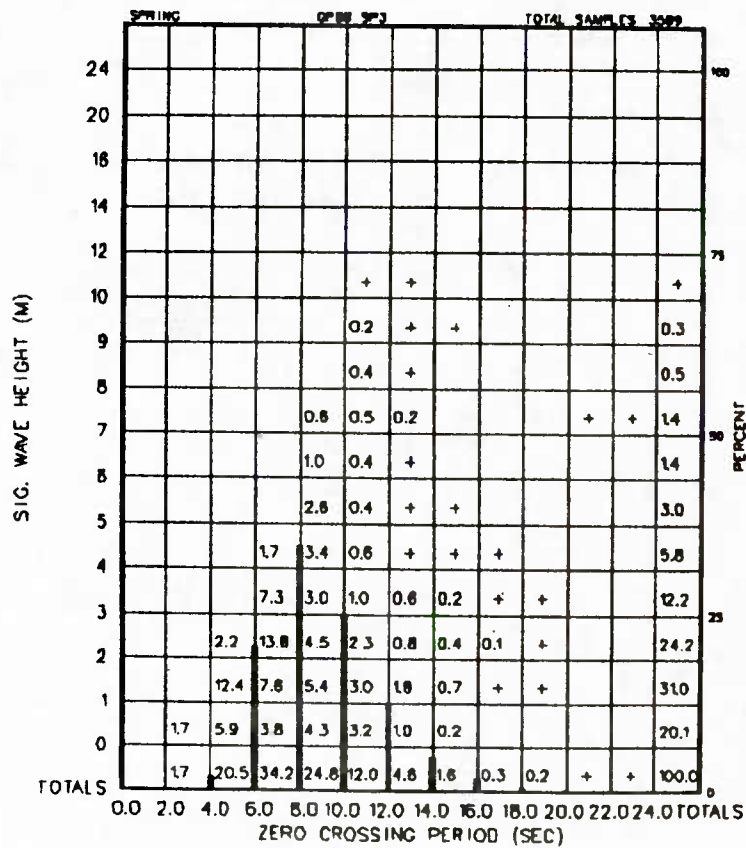 SPRING TOTAL SAMPLES 3599
24 100
20
16
14
12 75
10 + + +
0.2 + + 0.3
9
0.4 + 0.5
8
0.6 0.5 0.2 + + 1.4
7 50
1.0 0.4 + 1.4
6
2.6 0.4 + + 3.0
5
1.7 3.4 0.6 + + + 5.8
4
7.3 3.0 1.0 0.6 0.2 + + 12.2
3 25
2.2 13.8 4.5 2.3 0.8 0.4 0.1 + 24.2
2
12.4 7.6 5.4 3.0 1.8 0.7 + + 31.0
1
1.7 5.9 3.8 4.3 3.2 1.0 0.2 20.1
0
1.7 20.5 34.2 24.8 12.0 4.6 1.6 0.3 0.2 + + 100.0
TOTALS 0
0.0 2.0 4.0 6.0 8.0 10.0 12.0 14.0 16.0 18.0 20.0 22.0 24.0 TOTALS
ZERO CROSSING PERIOD (SEC)
SIG. WAVE HEIGHT (M)
PERCENT